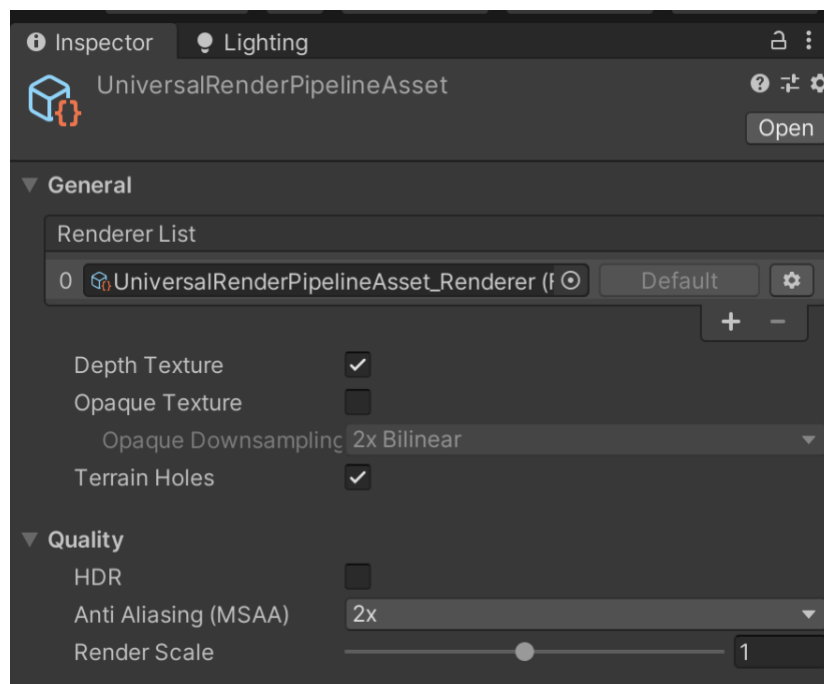 Inspector Lighting
UniversalRenderPipelineAsset
Open
General
Renderer List
0 UniversalRenderPipelineAsset_Renderer (F Default
+ −
Depth Texture
Opaque Texture
Opaque Downsampling 2x Bilinear
Terrain Holes
Quality
HDR
Anti Aliasing (MSAA) 2x
Render Scale 1